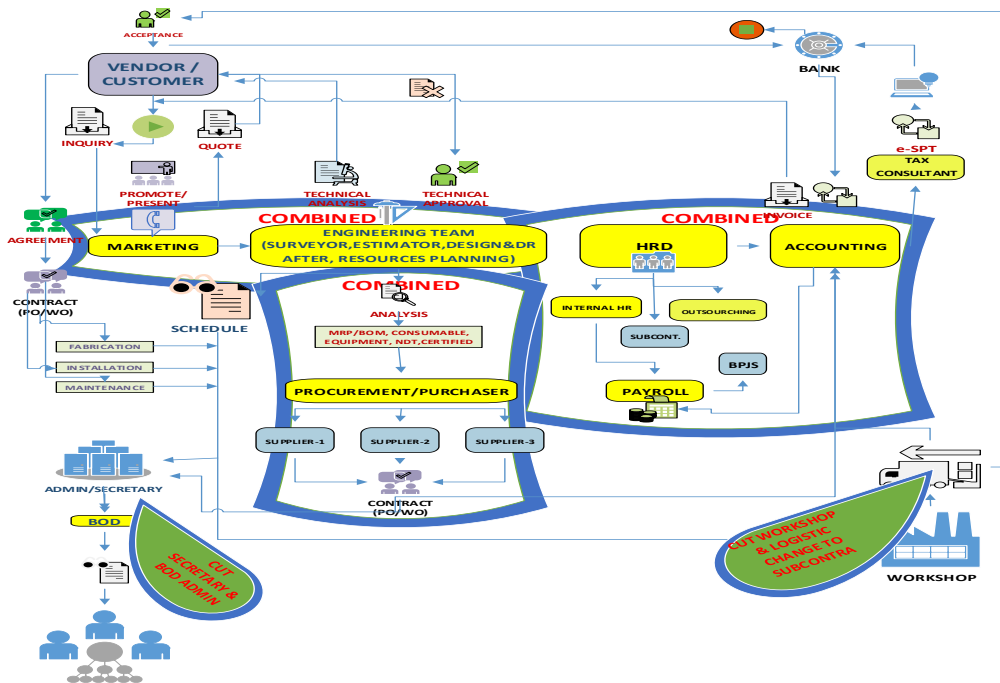 ACCEPTANCE
VENDOR /
CUSTOMER
BANK
INQUIRY
QUOTE
e-SPT
TAX
CONSULTANT
PROMOTE/
PRESENT
TECHNICAL
ANALYSIS
TECHNICAL
APPROVAL
INVOICE
AGREEMENT
COMBINED
COMBINED
MARKETING
ENGINEERING TEAM
(SURVEYOR,ESTIMATOR,DESIGN&DR
AFTER, RESOURCES PLANNING)
HRD
ACCOUNTING
CONTRACT
(PO/WO)
COMBINED
SCHEDULE
ANALYSIS
INTERNAL HR
OUTSOURCHING
SUBCONT.
MRP/BOM, CONSUMABLE,
EQUIPMENT, NDT,CERTIFIED
FABRICATION
INSTALLATION
MAINTENANCE
BPJS
PROCUREMENT/PURCHASER
PAYROLL
SUPPLIER-1
SUPPLIER-2
SUPPLIER-3
ADMIN/SECRETARY
CONTRACT
(PO/WO)
BOD
CUT
SECRETARY &
BOD ADMIN
CUT WORKSHOP
& LOGISTIC
CHANGE TO
SUBCONTRA
WORKSHOP